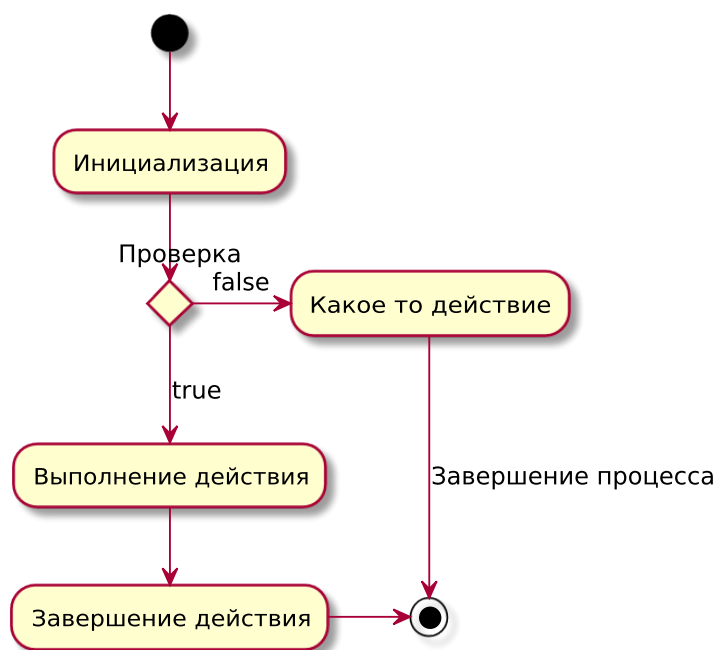 Инициализация
Проверка
false
Какое то действие
true
Выполнение действия
Завершение процесса
Завершение действия